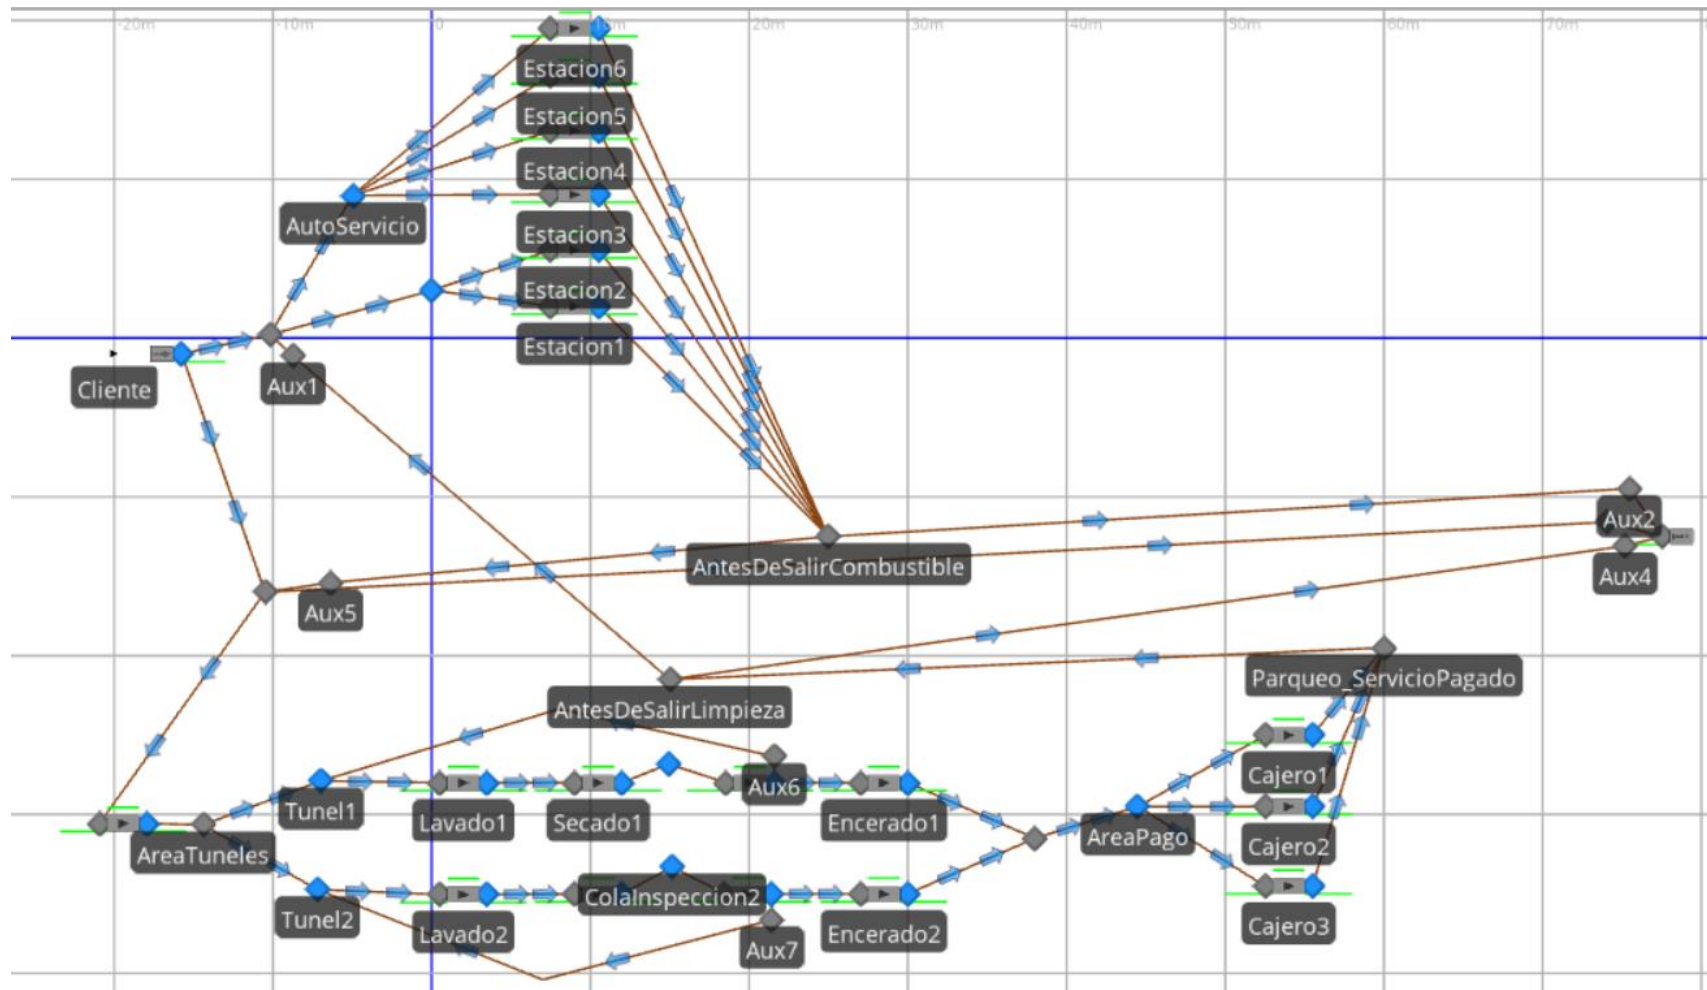 -20m
-10m
0
20m
30m
40m
50m
60m
70m
Estacion6
Estacion5
Estacion4
AutoServicio
Estacion3
Estacion2
Estacion1
Cliente
Aux1
Aux2
AntesDeSalirCombustible
Aux4
Aux5
Parqueo_ServicioPagado
AntesDeSalirLimpieza
Cajero1
Aux6
Tunel1
Lavado1
Secado1
Encerado1
AreaPago
Cajero2
AreaTuneles
ColaInspeccion2
Tunel2
Lavado2
Aux7
Encerado2
Cajero3